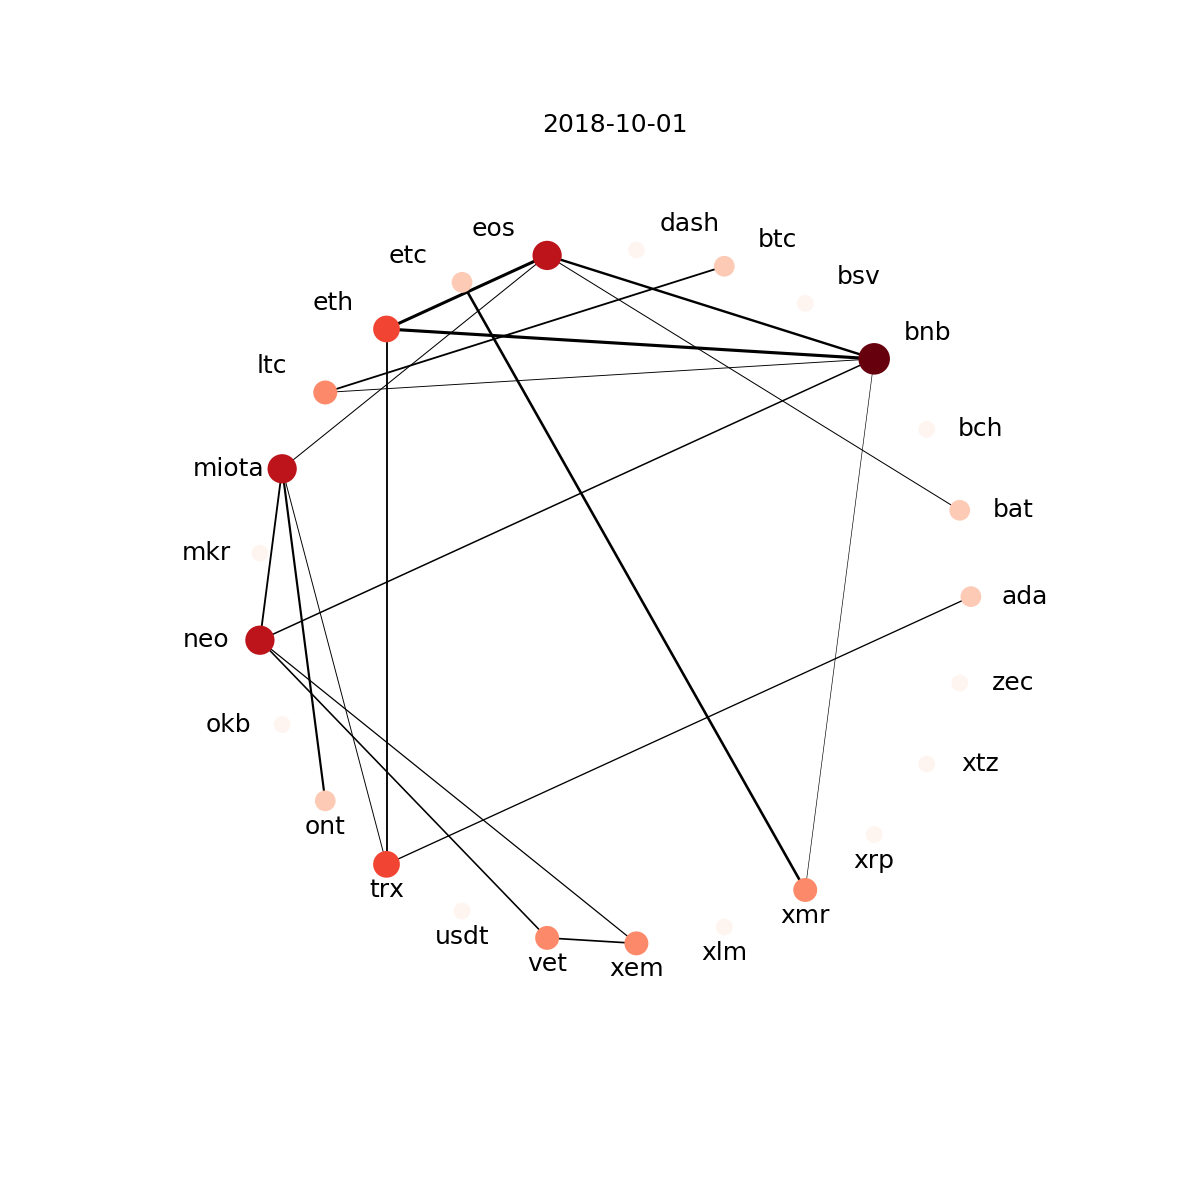 2018-10-01
dash
eos
btc
etc
bsv
eth
bnb
ltc
bch
miota
bat
mkr
ada
neo
zec
okb
xtz
ont
xrp
trx
xmr
usdt
xlm
vet
xem